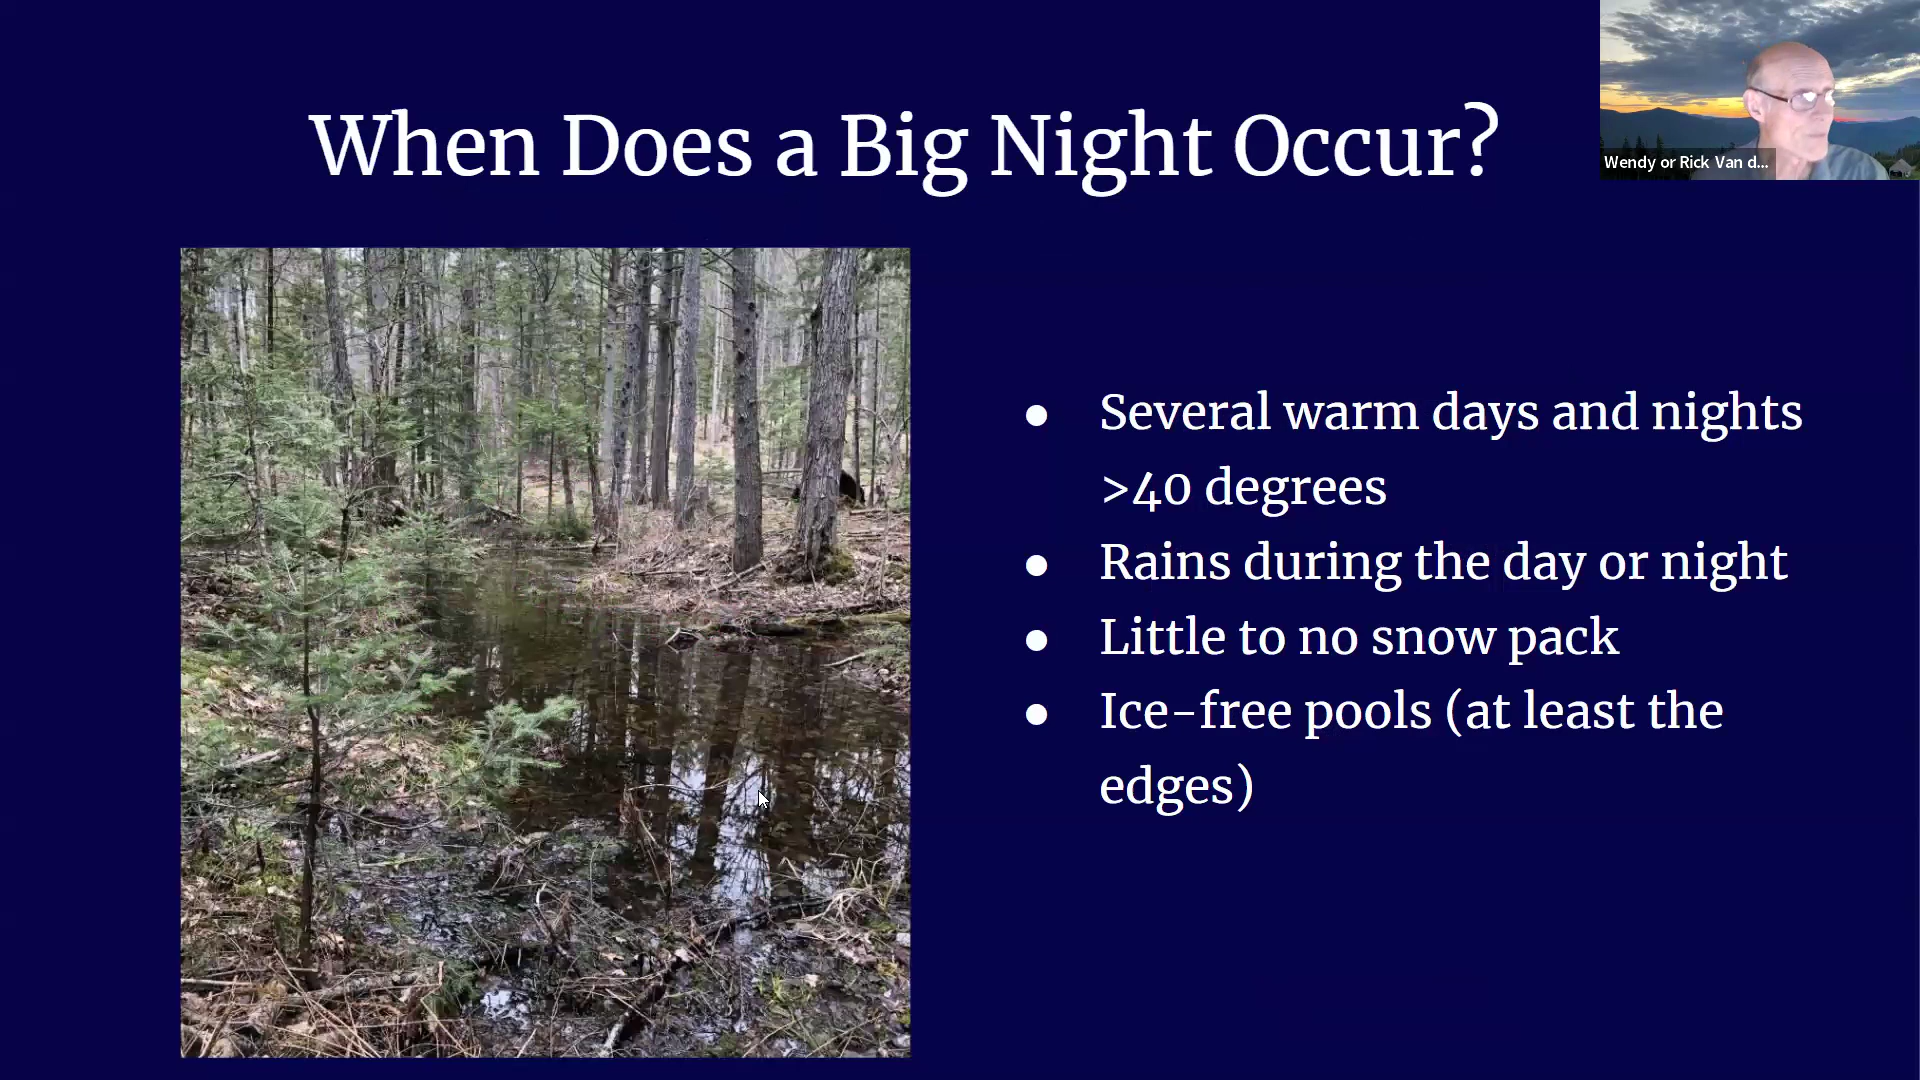 When Does a Big Night Occur?
Wendy or Rick Van d...
● Several warm days and nights
>40 degrees
● Rains during the day or night
● Little to no snow pack
● Ice-free pools (at least the
edges)